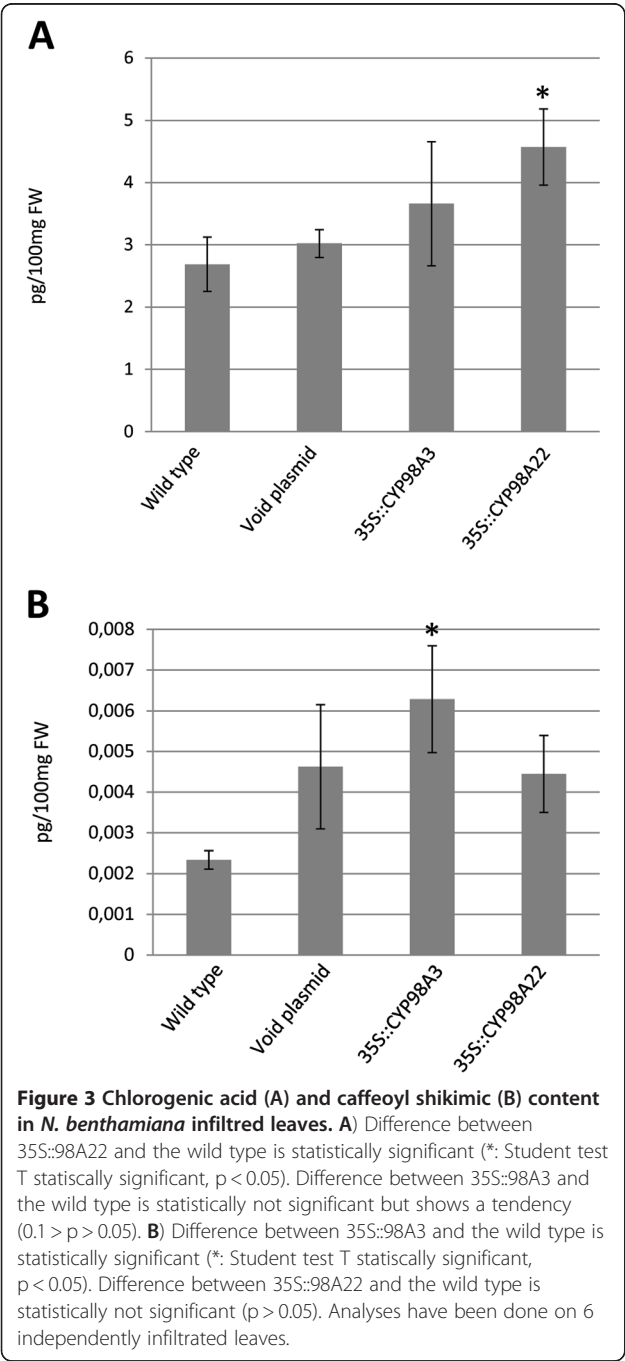 A
6
5
4
3
2
1
0
pg/100mg FW
*
Wild type
Void plasmid
35S::CYP98A3
35S::CYP98A22
B
0,008
0,007
0,006
0,005
0,004
0,003
0,002
0,001
0
pg/100mg FW
*
Wild type
Void plasmid
35S::CYP98A3
35S::CYP98A22
Figure 3 Chlorogenic acid (A) and caffeoyl shikimic (B) content
in N. benthamiana infiltred leaves. A) Difference between
35S::98A22 and the wild type is statistically significant (*: Student test
T statiscally significant, p < 0.05). Difference between 35S::98A3 and
the wild type is statistically not significant but shows a tendency
(0.1 > p > 0.05). B) Difference between 35S::98A3 and the wild type is
statistically significant (*: Student test T statiscally significant,
p < 0.05). Difference between 35S::98A22 and the wild type is
statistically not significant (p > 0.05). Analyses have been done on 6
independently infiltrated leaves.